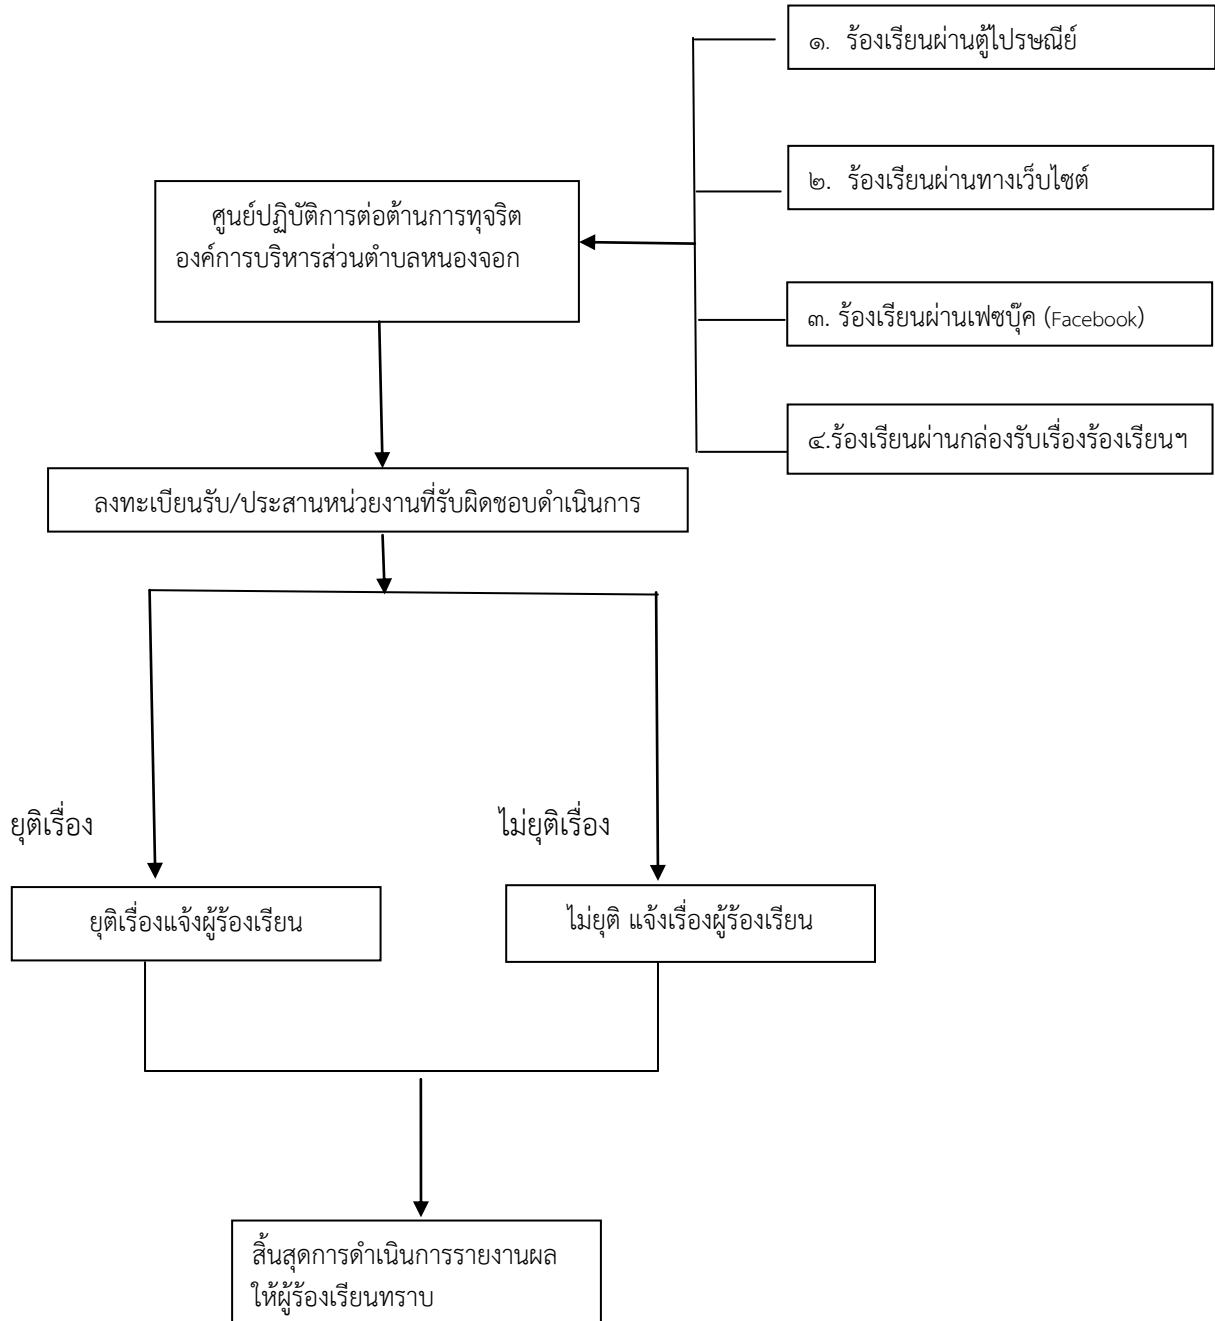 ๑. ร้องเรียนผ่านตู้ไปรษณีย์
๒. ร้องเรียนผ่านทางเว็บไซต์
ศูนย์ปฏิบัติการต่อต้านการทุจริต
องค์การบริหารส่วนตำบลหนองจอก
๓. ร้องเรียนผ่านเฟซบุ๊ค (Facebook)
๔.ร้องเรียนผ่านกล่องรับเรื่องร้องเรียนฯ
ลงทะเบียนรับ/ประสานหน่วยงานที่รับผิดชอบดำเนินการ
ยุติเรื่อง
ไม่ยุติเรื่อง
ยุติเรื่องแจ้งผู้ร้องเรียน
ไม่ยุติ แจ้งเรื่องผู้ร้องเรียน
สิ้นสุดการดำเนินการรายงานผล
ให้ผู้ร้องเรียนทราบ